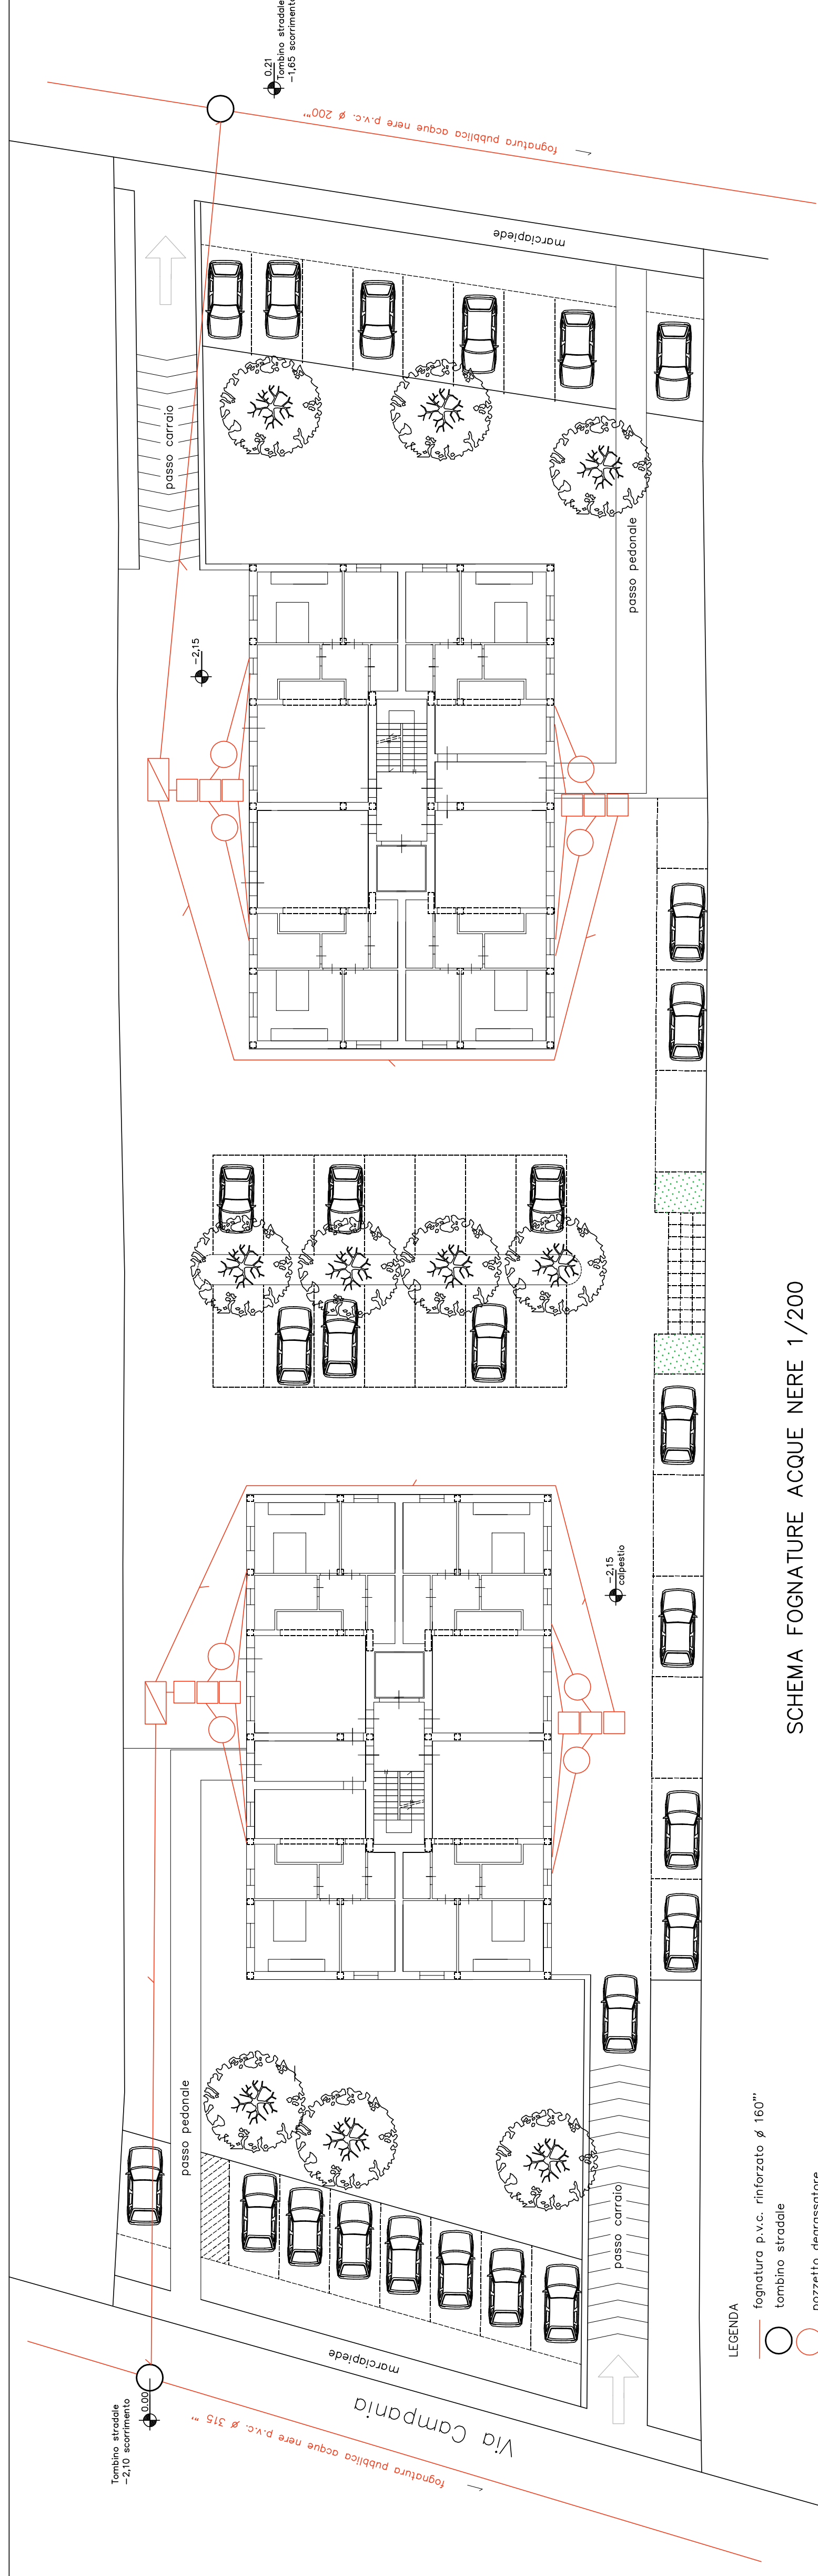 0.21
Tombino stradale
-1,65 scorrimento
fognatura pubblica acque nere p.v.c. ø 200"'
marciapiede
passo carraio
passo pedonale
-2,15
-2,15
calpestio
SCHEMA FOGNATURE ACQUE NERE 1/200
passo pedonale
passo carraio
marciapiede
Via Campania
0.00
Tombino stradale
-2,10 scorrimento
fognatura pubblica acque nere p.v.c. ø 315 "'
LEGENDA
fognatura p.v.c. rinforzato ø 160"'
tombino stradale
pozzetto degrassatore